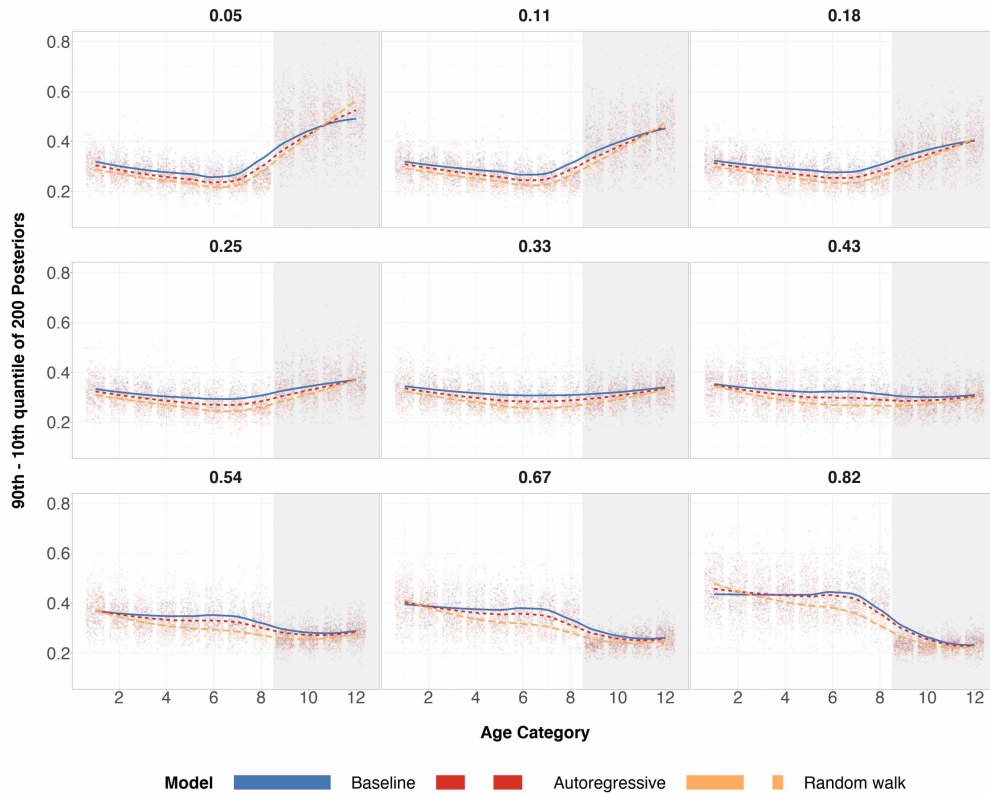 0.05 0.11 0.18
0.8
0.6
0.4
0.2
0.25 0.33 0.43
0.8
0.6
0.4
0.2
0.54 0.67 0.82
0.8
0.6
0.4
0.2
90th - 10th quantile of 200 Posteriors
2 4 6 8 10 12 2 4 6 8 10 12 2 4 6 8 10 12
Age Category
Model Baseline Autoregressive Random walk